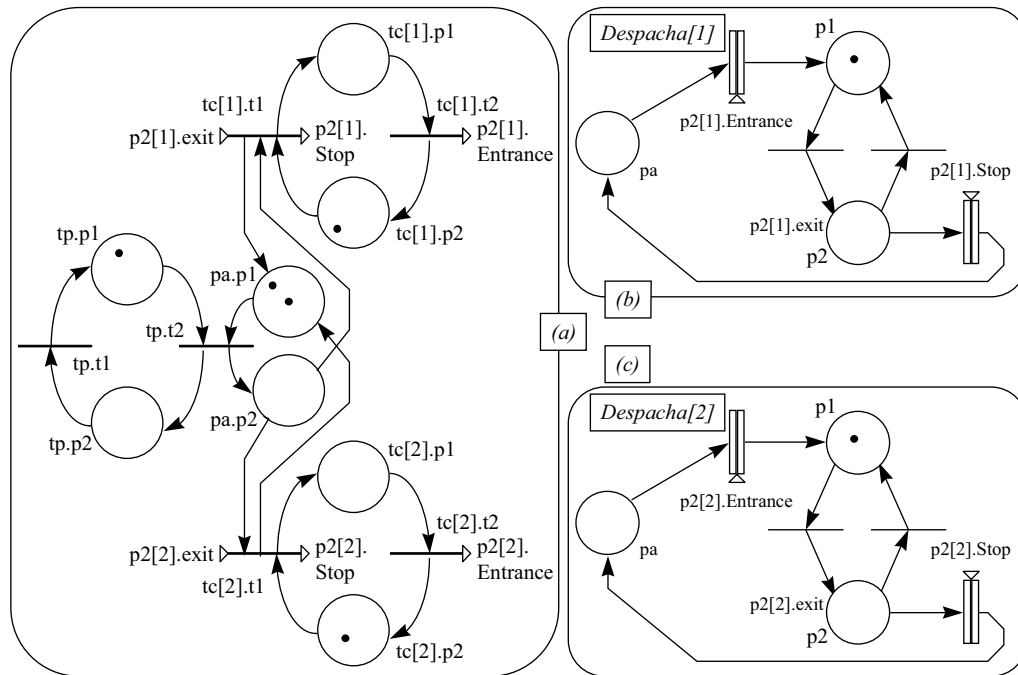 tc[1].p1
tc[1].t1
tc[1].t2
p2[1].exit
p2[1].
Stop
p2[1].
Entrance
tc[1].p2
tp.p1
pa.p1
tp.t2
tp.t1
pa.p2
tp.p2
tc[2].p1
tc[2].t2
p2[2].exit
p2[2].
Stop
p2[2].
Entrance
tc[2].t1
tc[2].p2
(a)
Despacha[1]
p1
p2[1].Entrance
pa
p2[1].Stop
p2[1].exit
p2
(b)
(c)
Despacha[2]
p1
p2[2].Entrance
pa
p2[2].Stop
p2[2].exit
p2